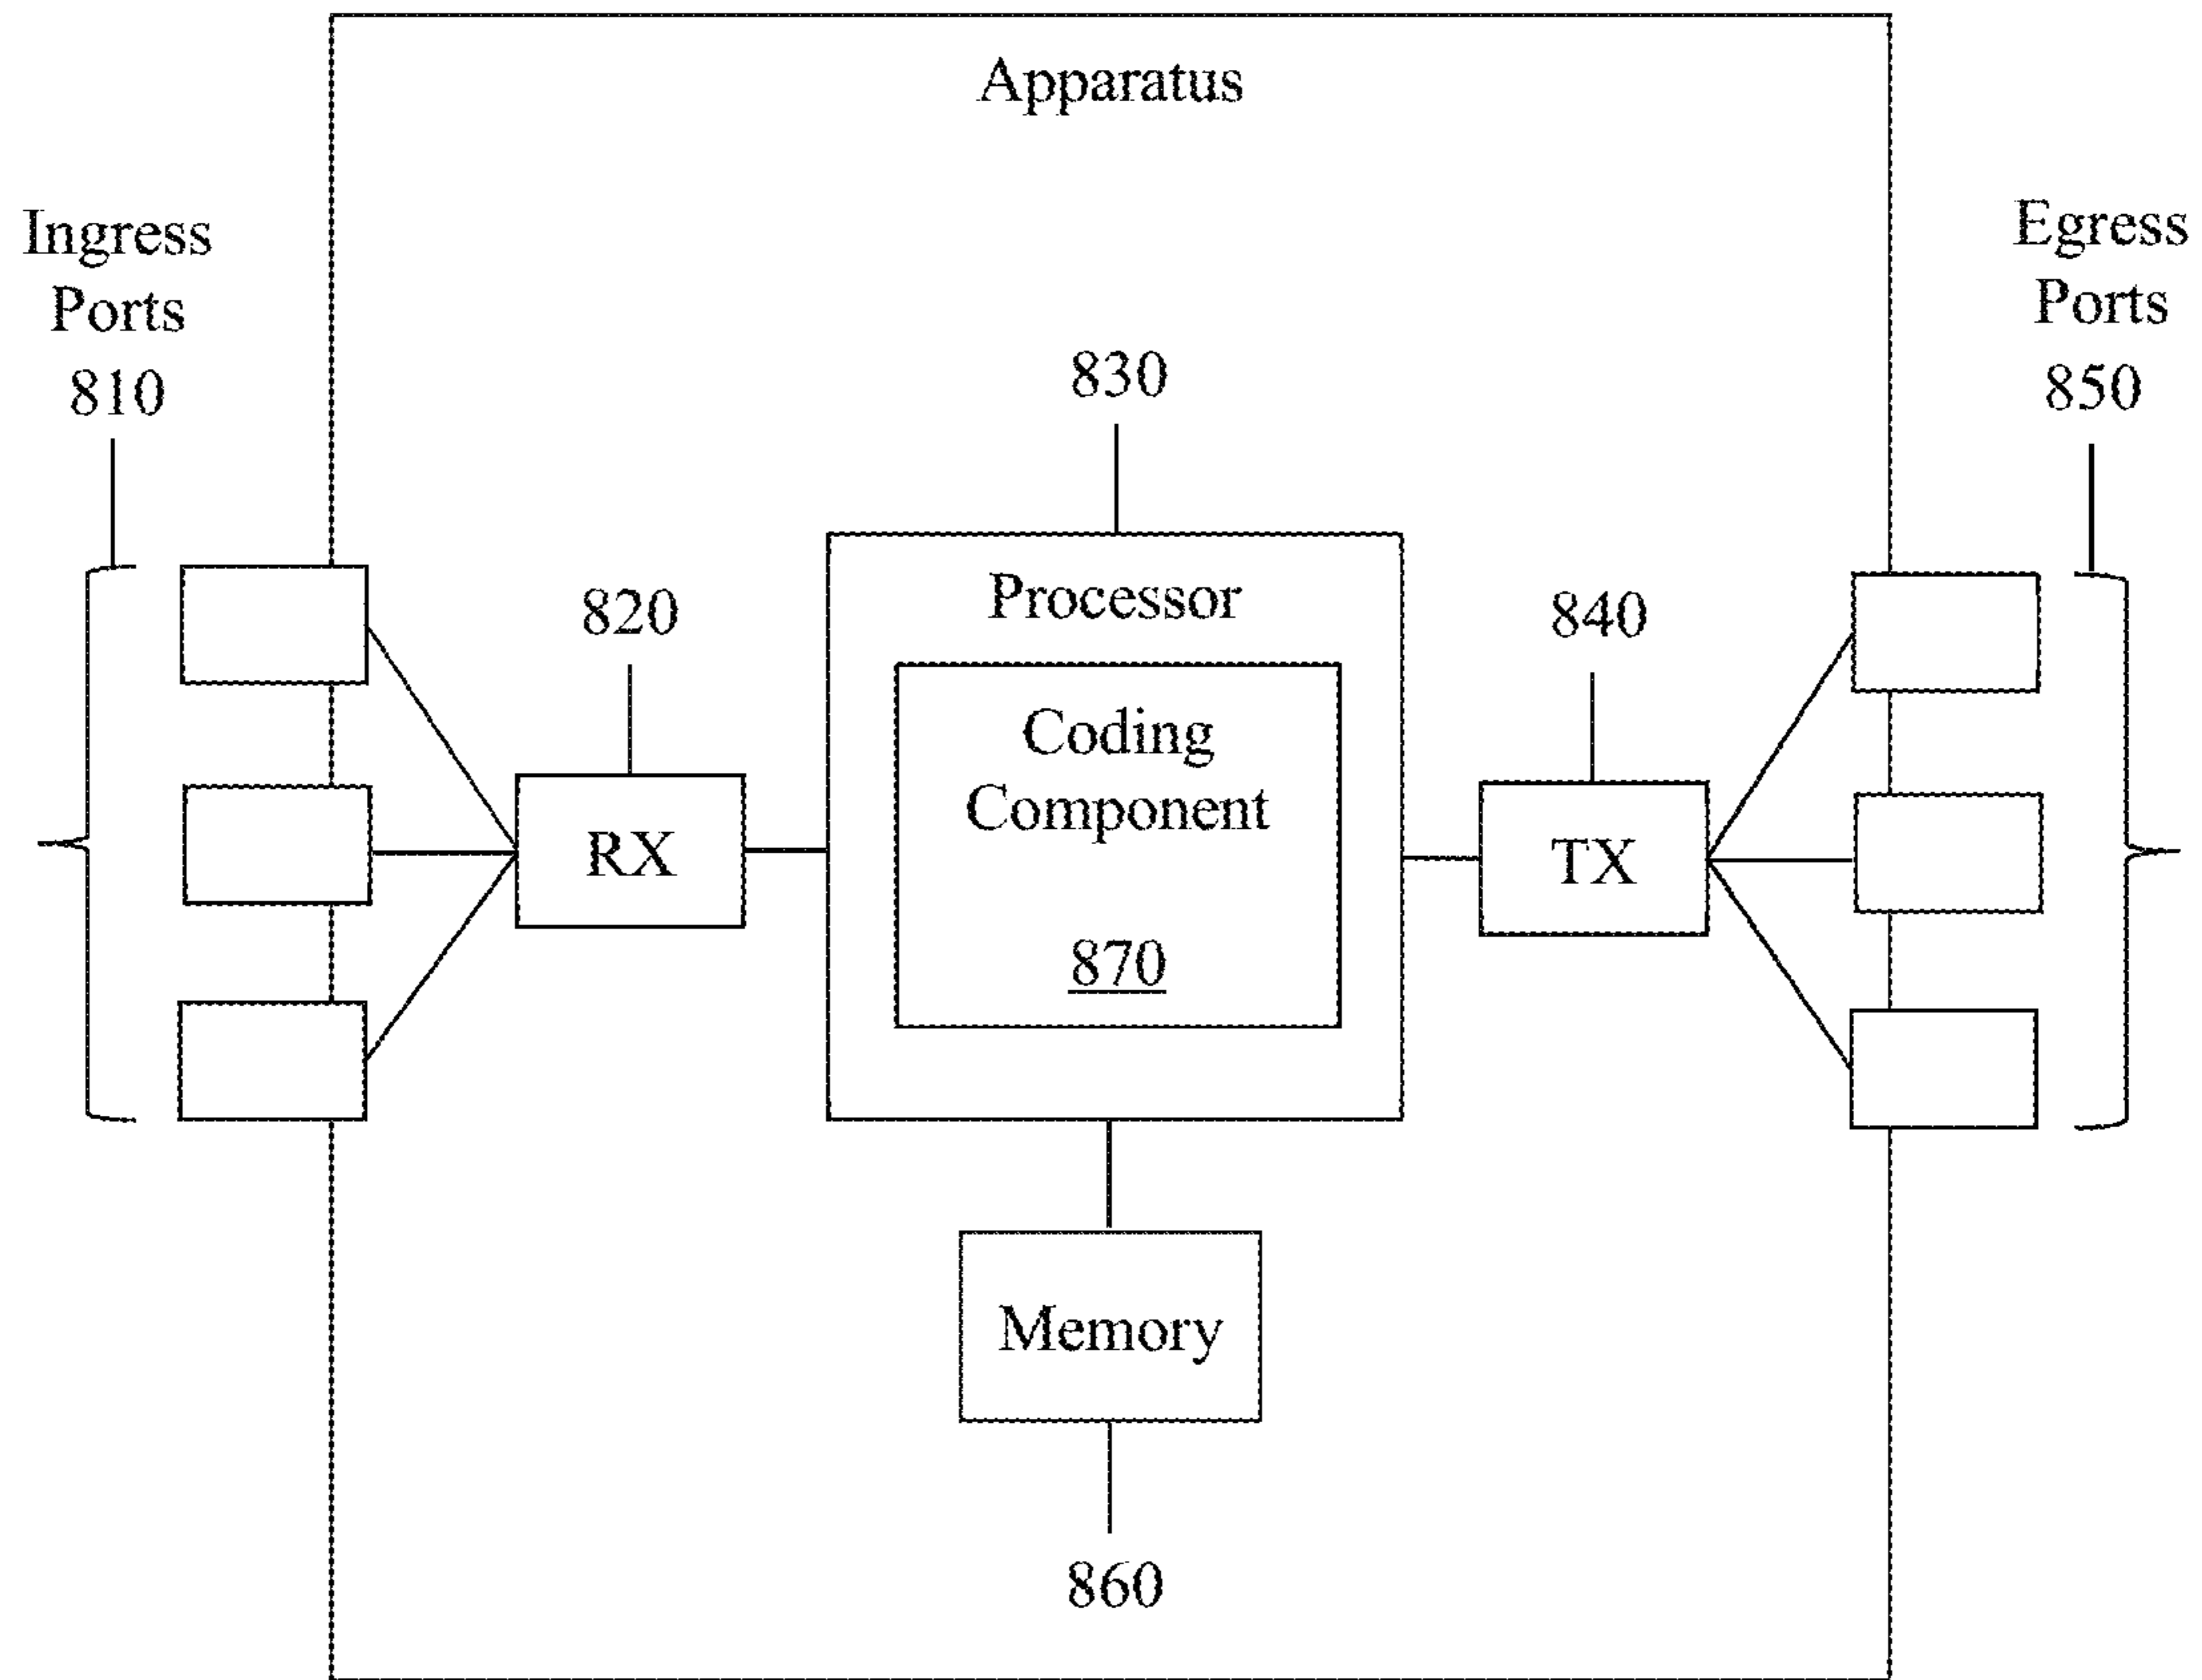 Apparatus
Ingress
Ports
810
Egress
Ports
850
830
Processor
820
840
Coding
Component
870
RX
TX
Memory
860